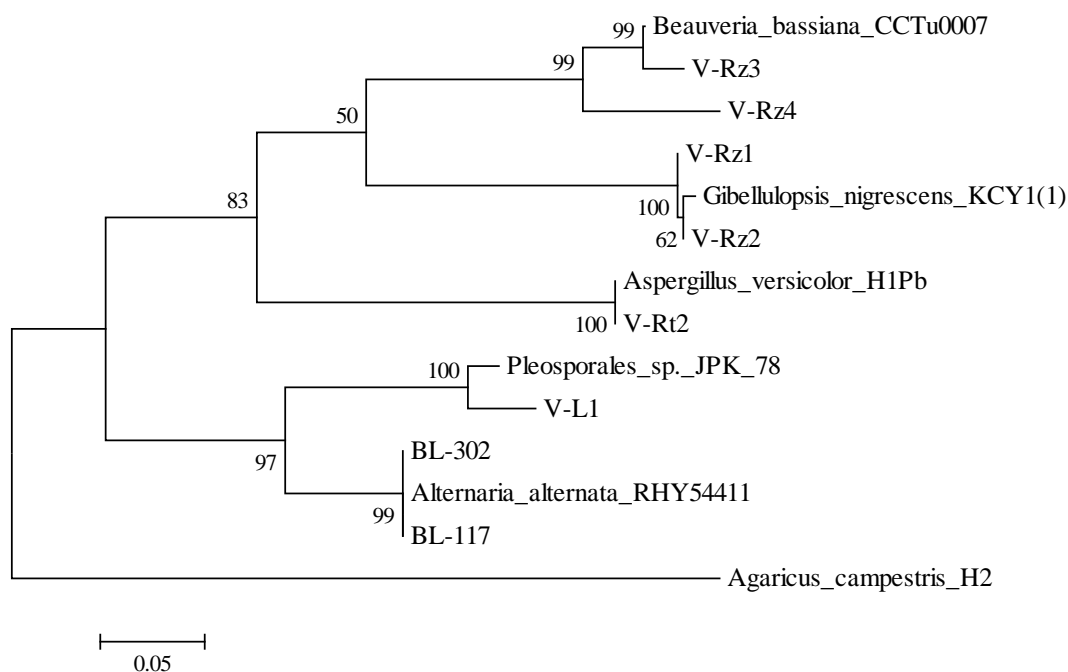 99 Beauveria_bassiana_CCTu0007
V-Rz3
99
V-Rz4
50
V-Rz1
Gibellulopsis_nigrescens_KCY1(1)
100
62 V-Rz2
83
Aspergillus_versicolor_H1Pb
100 V-Rt2
100 Pleosporales_sp._JPK_78
V-L1
97
BL-302
Alternaria_alternata_RHY54411
99
BL-117
Agaricus_campestris_H2
0.05